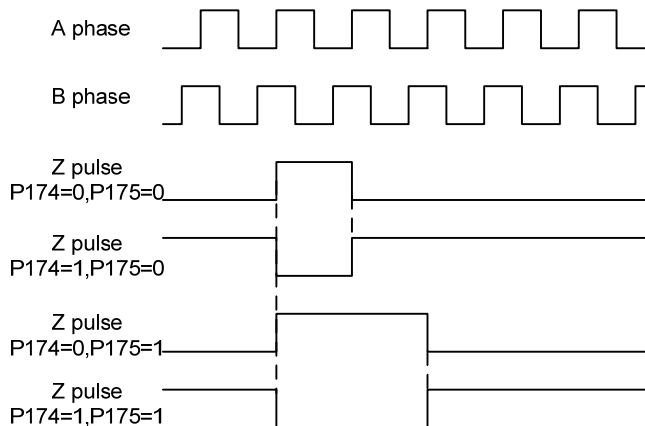 A phase
B phase
Z pulse
P174=0,P175=0
Z pulse
P174=1,P175=0
Z pulse
P174=0,P175=1
Z pulse
P174=1,P175=1